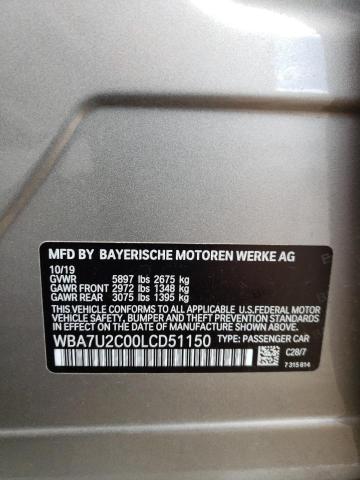 MFD BY BAYERISCHE MOTOREN WERKE AG
10/19
GVWR 5897 lbs 2675 kg
GAWR FRONT 2972 lbs 1348 kg
GAWR REAR 3075 lbs 1395 kg
THIS VEHICLE CONFORMS TO ALL APPLICABLE U.S.FEDERAL
MOTOR VEHICLE SAFETY, BUMPER, AND THEFT PREVENTION
STANDARDS IN EFFECT ON THE DATE OF
MANUFACTURE SHOWN ABOVE.
WBA7U2C00LCD51150 TYPE: PASSENGER CAR
C28/7
7 315 814